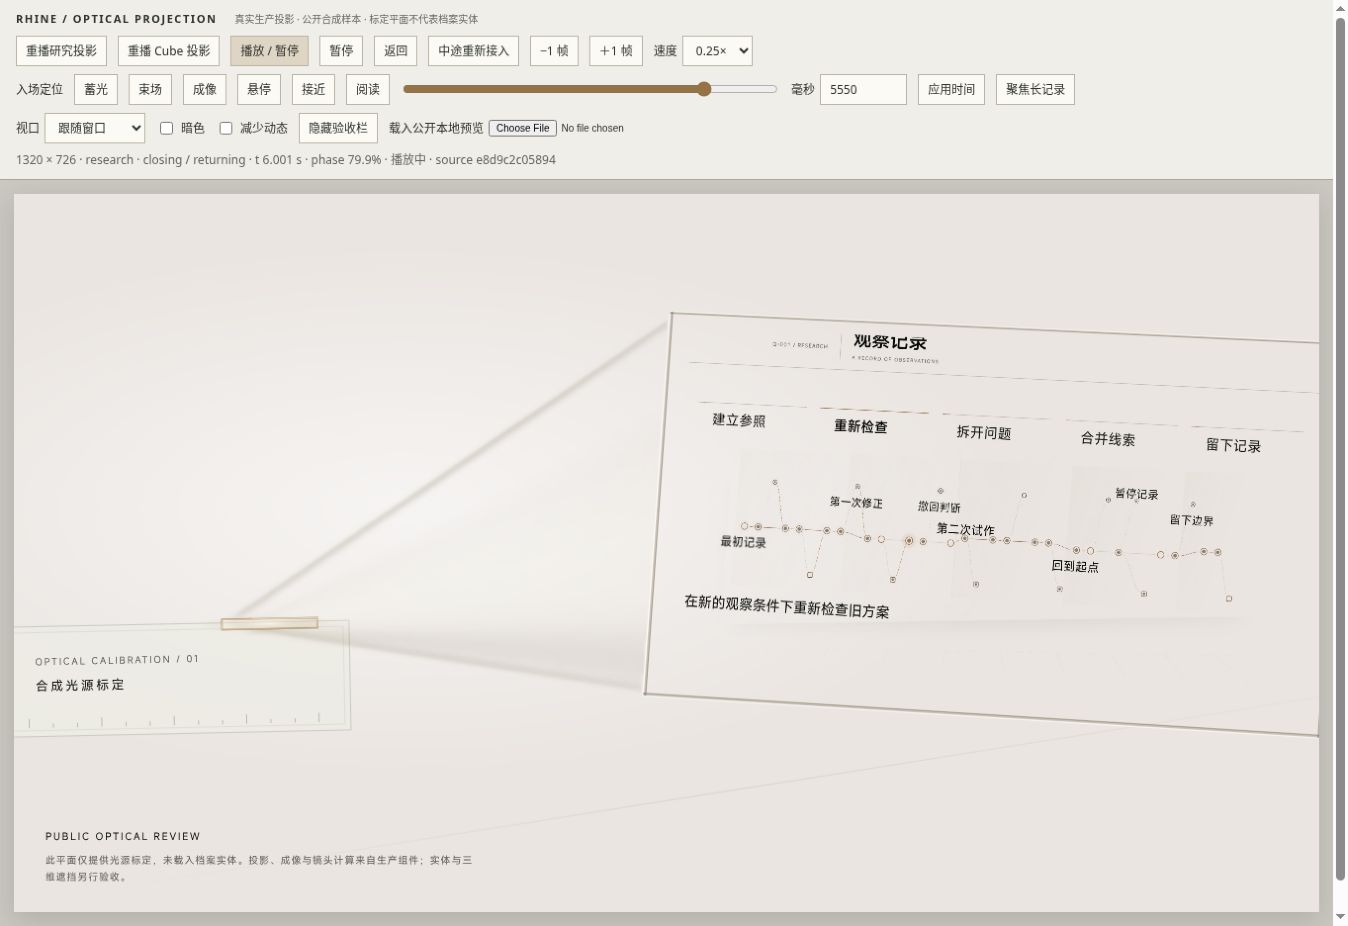 RHINE / OPTICAL PROJECTION 真实生产投影 · 公开合成样本 · 标定平面不代表档案实体
重播研究投影 重播 Cube 投影 播放 / 暂停 暂停 返回 中途重新接入 −1 帧 ＋1 帧 速度 0.25×
入场定位 蓄光 束场 成像 悬停 接近 阅读 毫秒 5550 应用时间 聚焦长记录
视口 跟随窗口 暗色 减少动态 隐藏验收栏 载入公开本地预览 Choose File No file chosen
1320 × 726 · research · closing / returning · t 6.001 s · phase 79.9% · 播放中 · source e8d9c2c05894
/ RESEARCH 观察记录
A RECORD OF OBSERVATIONS
建立参照 重新检查 拆开问题 合并线索 留下记录
第一次修正 撤回判断 暂停记录
第二次试作 留下边界
最初记录 回到起点
在新的观察条件下重新检查旧方案
OPTICAL CALIBRATION / 01
合成光源标定
PUBLIC OPTICAL REVIEW
此平面仅提供光源标定，未载入档案实体。投影、成像与镜头计算来自生产组件；实体与三
维遮挡另行验收。